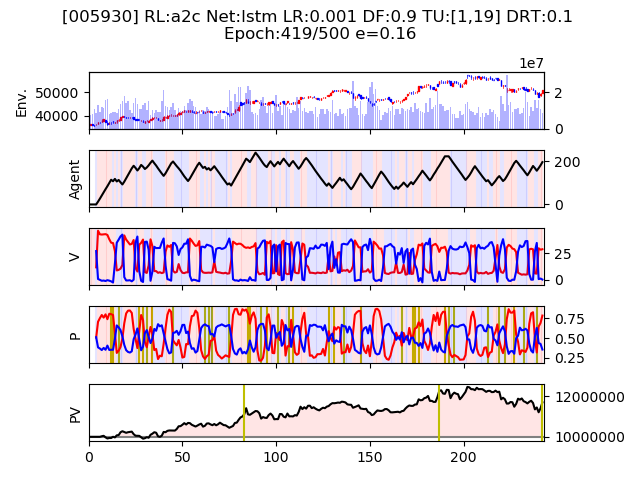 [005930] RL:a2c Net:lstm LR:0.001 DF:0.9 TU:[1,19] DRT:0.1
Epoch:419/500 e=0.16
1e7
Env.
50000
40000
2
0
Agent
200
0
V
25
0
P
0.75
0.50
0.25
PV
12000000
10000000
0 50 100 150 200